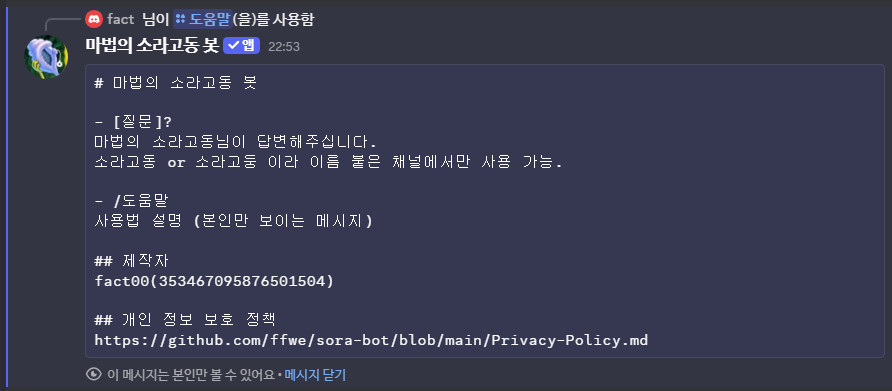 fact 님이 도움말(을)를 사용함
마법의 소라고동 봇 ✓앱 22:53
# 마법의 소라고동 봇
- [질문]?
마법의 소라고동님이 답변해주십니다.
소라고동 or 소라고둥 이라 이름 붙은 채널에서만 사용 가능.
- /도움말
사용법 설명 (본인만 보이는 메시지)
## 제작자
fact00(353467095876501504)
## 개인 정보 보호 정책
https://github.com/ffwe/sora-bot/blob/main/Privacy-Policy.md
이 메시지는 본인만 볼 수 있어요 • 메시지 닫기